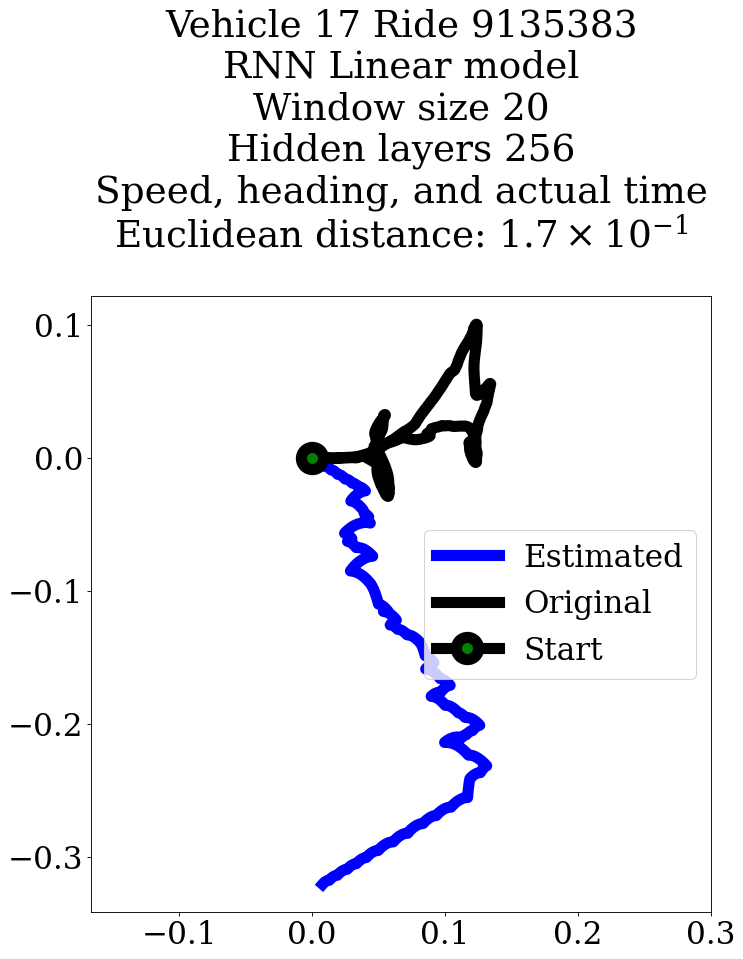 Vehicle 17 Ride 9135383
RNN Linear model
Window size 20
Hidden layers 256
Speed, heading, and actual time
Euclidean distance: 1.7 × 10⁻¹
0.1
0.0
−0.1
−0.2
−0.3
Estimated
Original
Start
−0.1
0.0
0.1
0.2
0.3